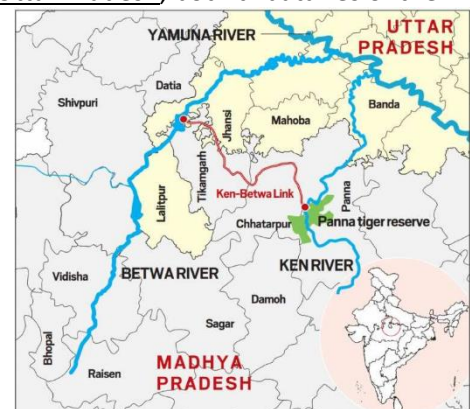 YAMUNA RIVER
UTTAR
PRADESH
Datia
Shivpuri
Banda
Jhansi
Mahoba
Tikamgarh
Ken-Betwa Link
Lalitpur
Panna
Chhatarpur
Panna tiger reserve
Vidisha
BETWA RIVER
KEN RIVER
Damoh
Sagar
Bhopal
MADHYA
PRADESH
Raisen